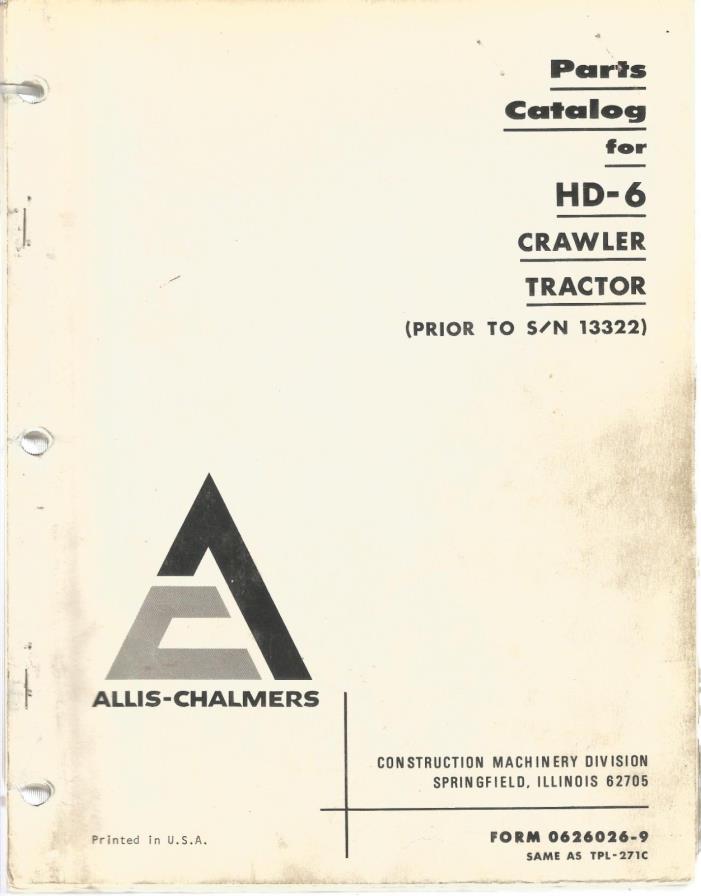 Parts
Catalog
for
HD-6
CRAWLER
TRACTOR
(PRIOR TO S/N 13322)
ALLIS-CHALMERS
CONSTRUCTION MACHINERY DIVISION
SPRINGFIELD, ILLINOIS 62705
Printed in U.S.A.
FORM 0626026-9
SAME AS TPL-271C